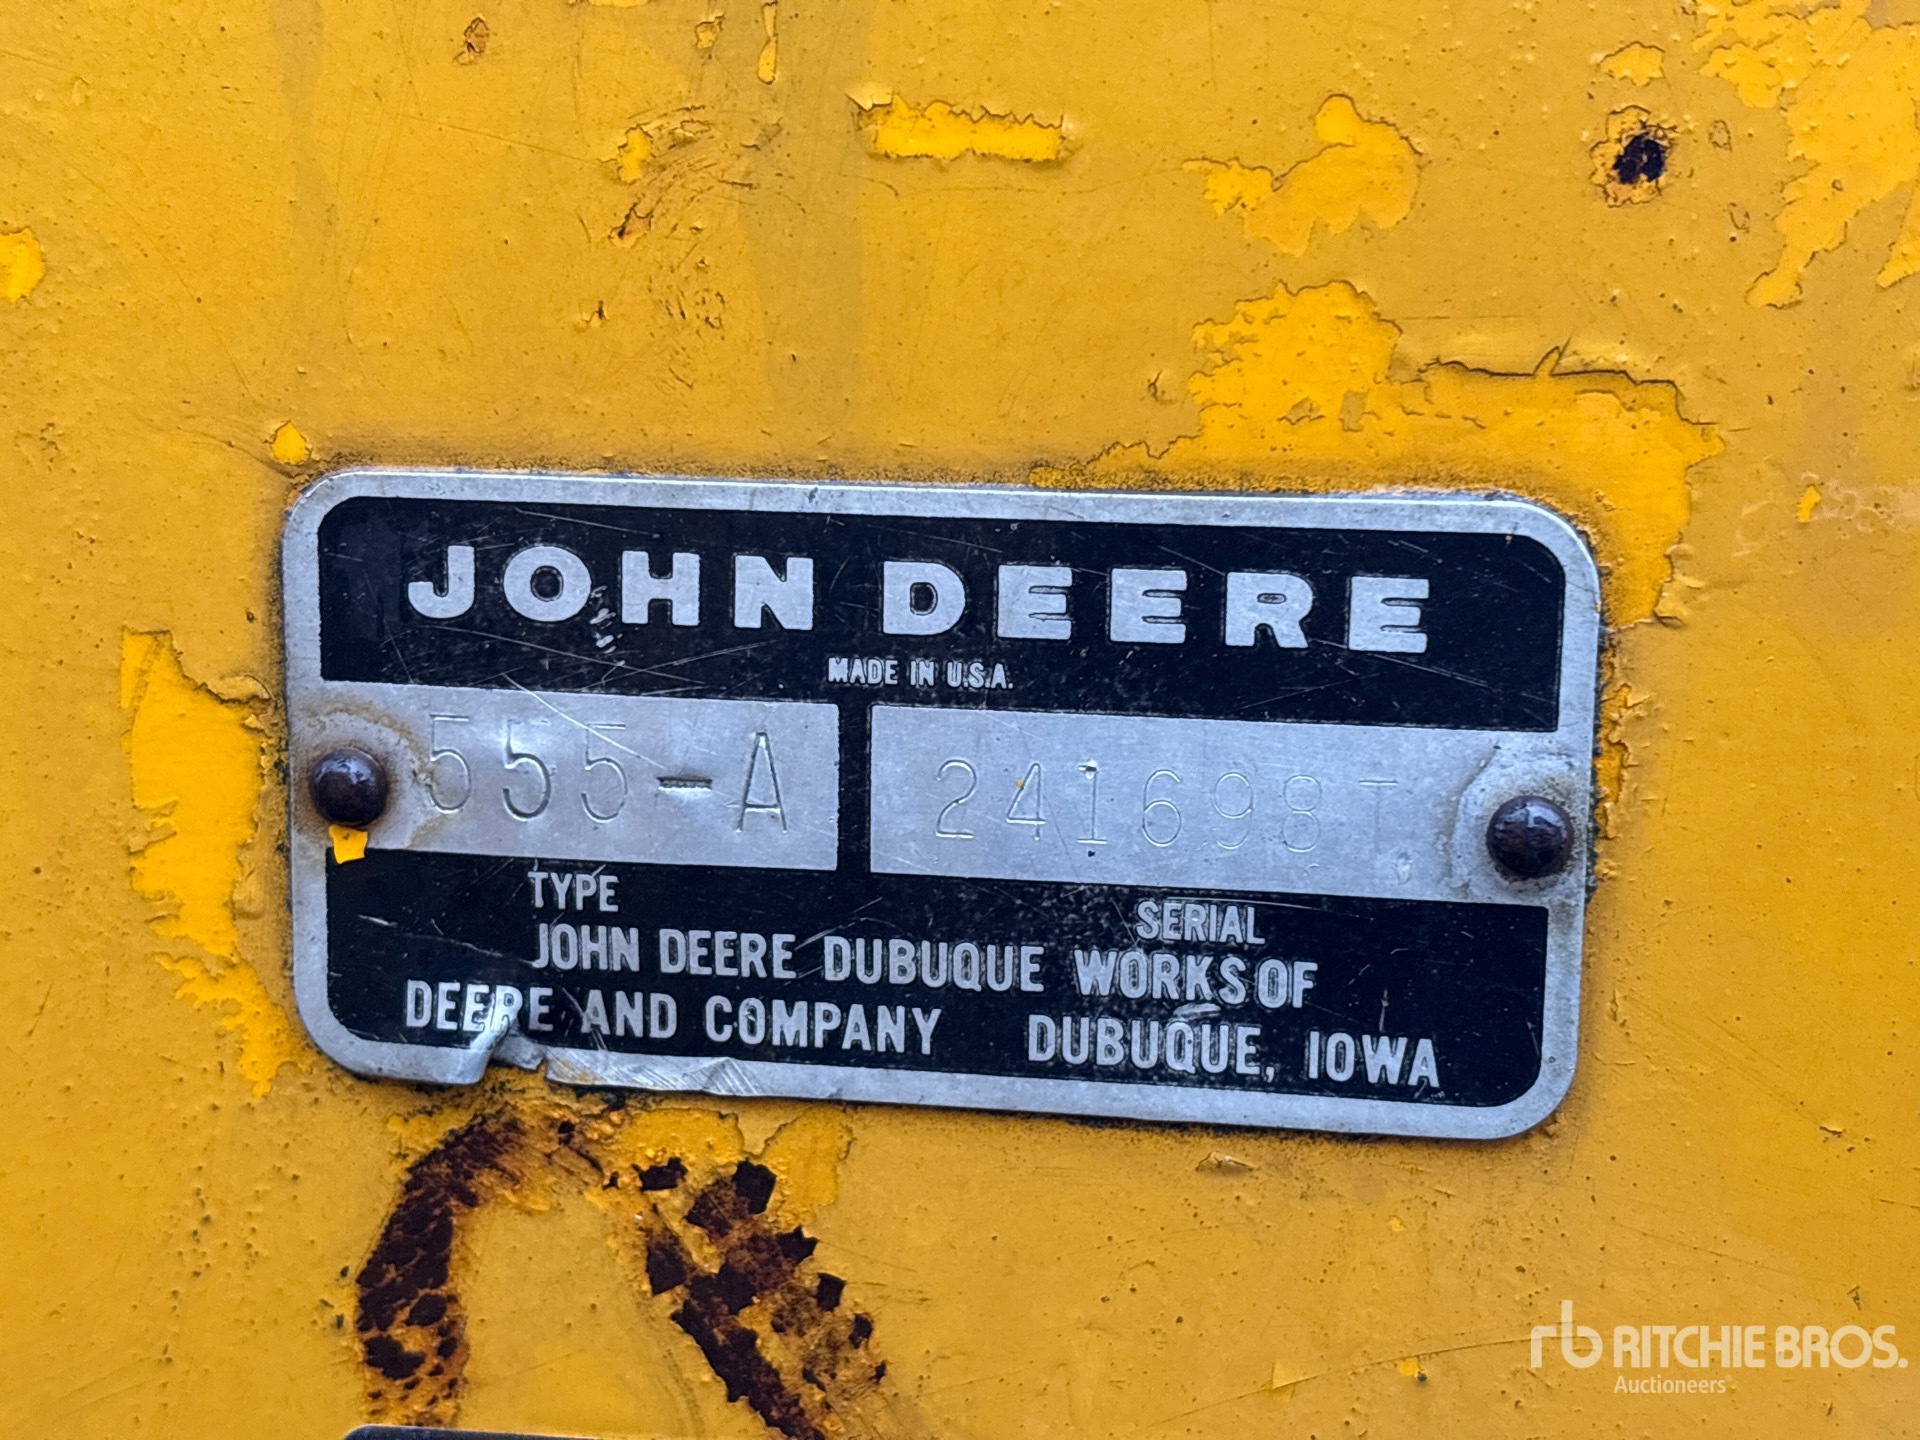 JOHN DEERE
MADE IN U.S.A.
555-A 241698T
TYPE SERIAL
JOHN DEERE DUBUQUE WORKS OF
DEERE AND COMPANY DUBUQUE, IOWA
rb RITCHIE BROS.
Auctioneers